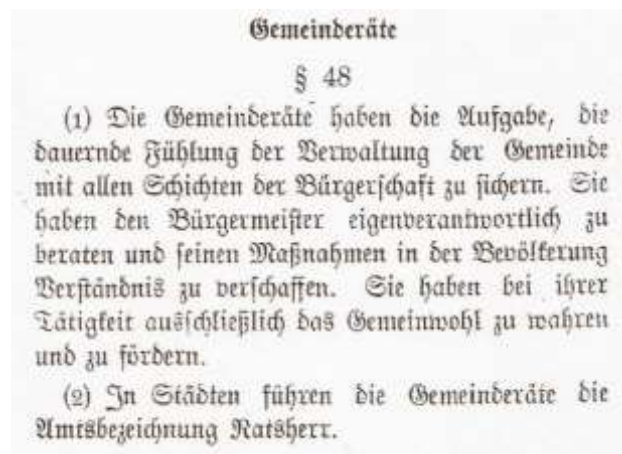 Gemeinderäte
§ 48
(1) Die Gemeinderäte haben die Aufgabe, die
dauernde Fühlung der Verwaltung der Gemeinde
mit allen Schichten der Bürgerschaft zu sichern. Sie
haben den Bürgermeister eigenverantwortlich zu
beraten und seinen Maßnahmen in der Bevölkerung
Verständnis zu verschaffen. Sie haben bei ihrer
Tätigkeit ausschließlich das Gemeinwohl zu wahren
und zu fördern.
(2) In Städten führen die Gemeinderäte die
Amtsbezeichnung Ratsherr.